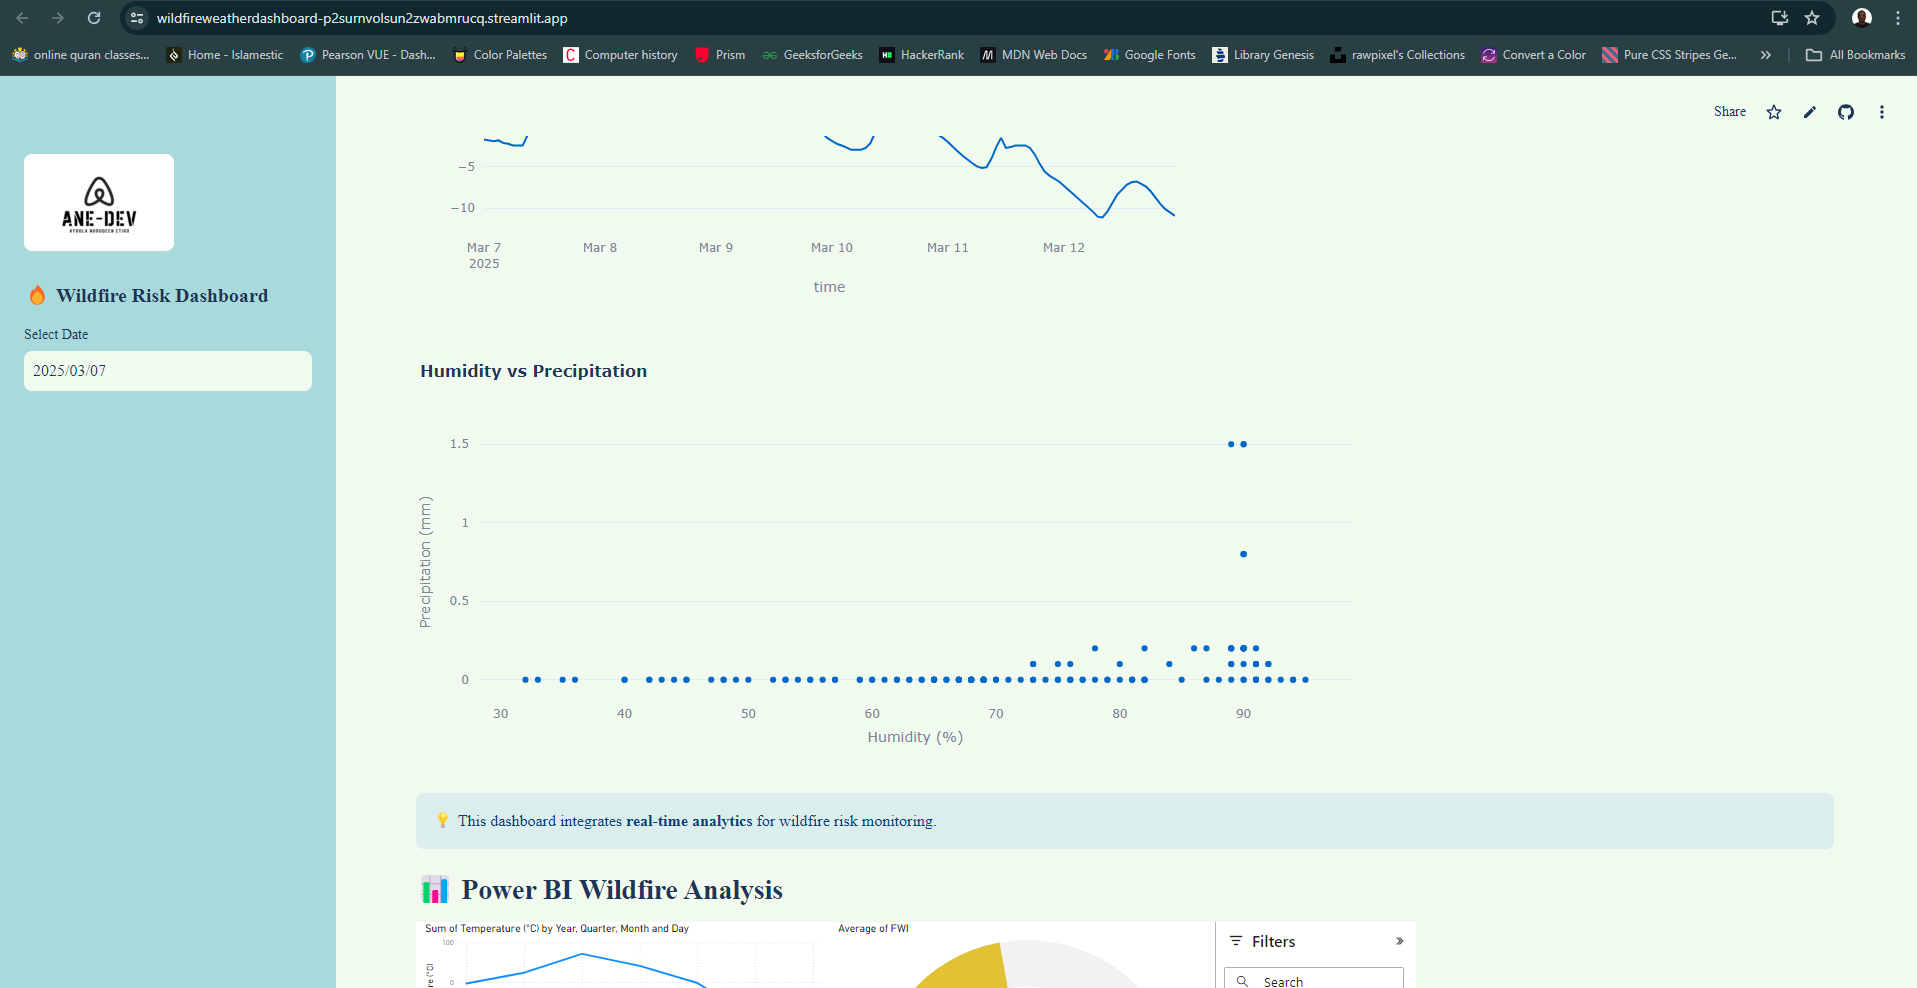 wildfireweatherdashboard-p2surnvolsun2zwabmrucq.streamlit.app
online quran classes...
Home - Islamestic
Pearson VUE - Dash...
Color Palettes
Computer history
Prism
GeeksforGeeks
HackerRank
MDN Web Docs
Google Fonts
Library Genesis
rawpixel's Collections
Convert a Color
Pure CSS Stripes Ge...
All Bookmarks
Share
ANE-DEV
AYOOLA NURUDEEN ETIKO
🔥 Wildfire Risk Dashboard
Select Date
2025/03/07
−5
−10
Mar 7
2025
Mar 8
Mar 9
Mar 10
Mar 11
Mar 12
time
Humidity vs Precipitation
1.5
1
0.5
0
Precipitation (mm)
30
40
50
60
70
80
90
Humidity (%)
💡 This dashboard integrates real-time analytics for wildfire risk monitoring.
📊 Power BI Wildfire Analysis
Sum of Temperature (°C) by Year, Quarter, Month and Day
100
0
re (°C)
Average of FWI
Filters
Search